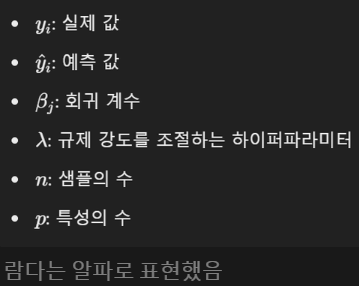 • yᵢ: 실제 값
• ŷᵢ: 예측 값
• βⱼ: 회귀 계수
• λ: 규제 강도를 조절하는 하이퍼파라미터
• n: 샘플의 수
• p: 특성의 수
람다는 알파로 표현했음